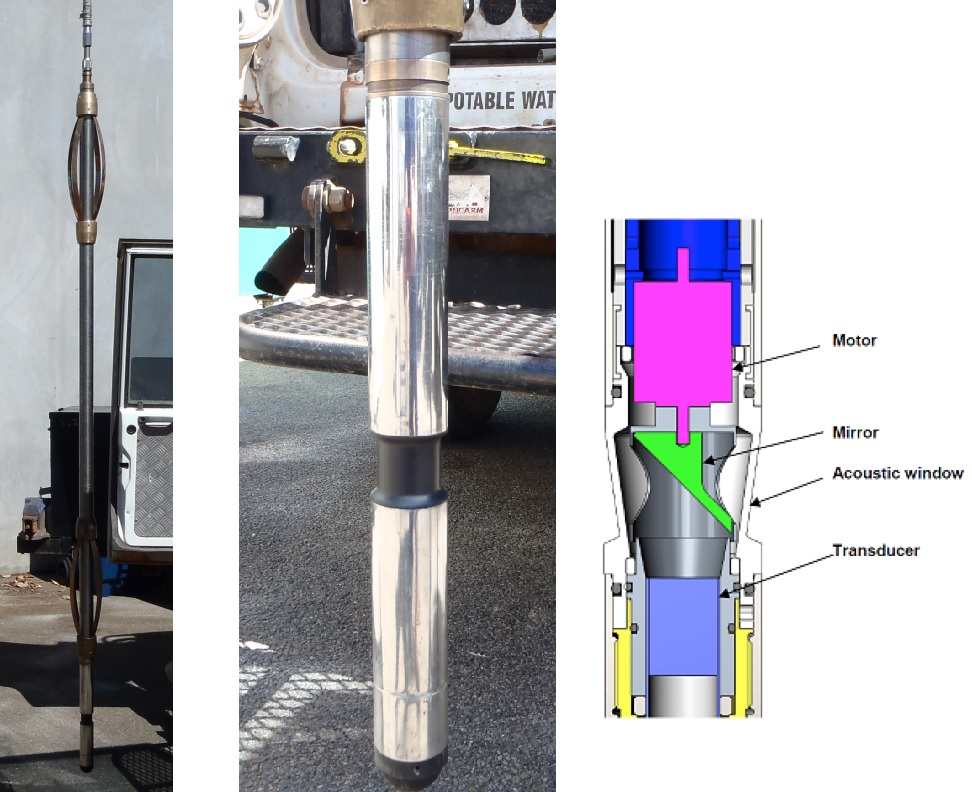 POTABLE WAT
Motor
Mirror
Acoustic window
Transducer